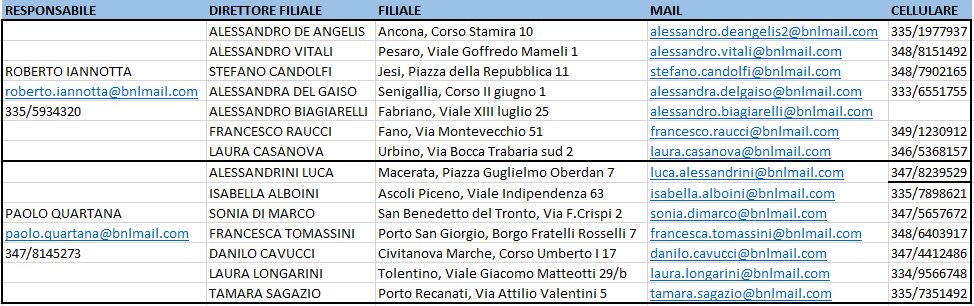 RESPONSABILE DIRETTORE FILIALE FILIALE MAIL CELLULARE
ALESSANDRO DE ANGELIS Ancona, Corso Stamira 10 alessandro.deangelis2@bnlmail.com 335/1977937
ALESSANDRO VITALI Pesaro, Viale Goffredo Mameli 1 alessandro.vitali@bnlmail.com 348/8151492
ROBERTO IANNOTTA STEFANO CANDOLFI Jesi, Piazza della Repubblica 11 stefano.candolfi@bnlmail.com 348/7902165
roberto.iannotta@bnlmail.com ALESSANDRA DEL GAISO Senigallia, Corso II giugno 1 alessandra.delgaiso@bnlmail.com 333/6551755
335/5934320 ALESSANDRO BIAGIARELLI Fabriano, Viale XIII luglio 25 alessandro.biagiarelli@bnlmail.com
FRANCESCO RAUCCI Fano, Via Montevecchio 51 francesco.raucci@bnlmail.com 349/1230912
LAURA CASANOVA Urbino, Via Bocca Trabaria sud 2 laura.casanova@bnlmail.com 346/5368157
ALESSANDRINI LUCA Macerata, Piazza Guglielmo Oberdan 7 luca.alessandrini@bnlmail.com 347/8239529
ISABELLA ALBOINI Ascoli Piceno, Viale Indipendenza 63 isabella.alboini@bnlmail.com 335/7898621
PAOLO QUARTANA SONIA DI MARCO San Benedetto del Tronto, Via F.Crispi 2 sonia.dimarco@bnlmail.com 347/5657672
paolo.quartana@bnlmail.com FRANCESCA TOMASSINI Porto San Giorgio, Borgo Fratelli Rosselli 7 francesca.tomassini@bnlmail.com 348/6403917
347/8145273 DANILO CAVUCCI Civitanova Marche, Corso Umberto I 17 danilo.cavucci@bnlmail.com 347/4412486
LAURA LONGARINI Tolentino, Viale Giacomo Matteotti 29/b laura.longarini@bnlmail.com 334/9566748
TAMARA SAGAZIO Porto Recanati, Via Attilio Valentini 5 tamara.sagazio@bnlmail.com 335/7351492